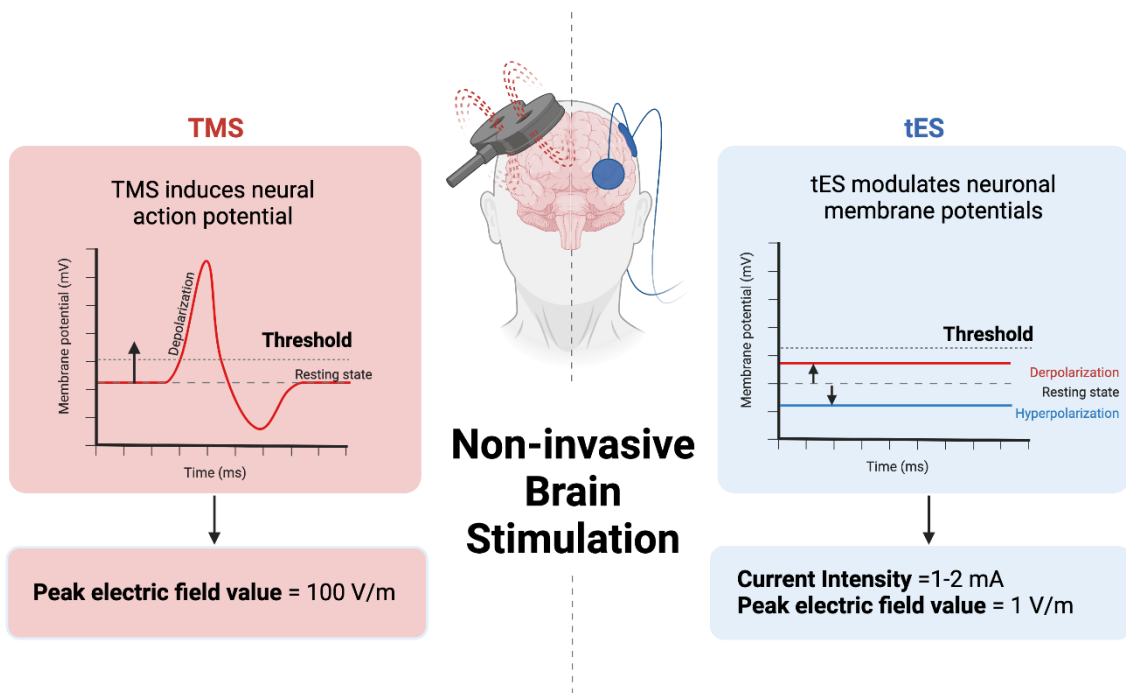 TMS
TMS induces neural
action potential
Membrane potential (mV)
Depolarization
Threshold
Resting state
Time (ms)
Peak electric field value = 100 V/m
Non-invasive
Brain
Stimulation
tES
tES modulates neuronal
membrane potentials
Membrane potential (mV)
Threshold
Derpolarization
Resting state
Hyperpolarization
Time (ms)
Current Intensity =1-2 mA
Peak electric field value = 1 V/m